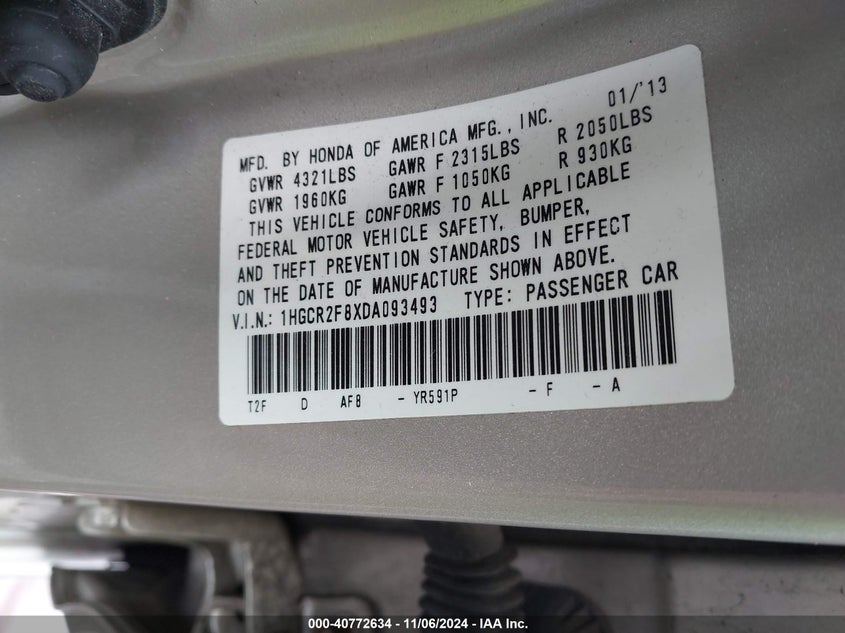 01/'13
MFD. BY HONDA OF AMERICA MFG., INC.
GVWR 4321LBS GAWR F 2315LBS R 2050LBS
GVWR 1960KG GAWR F 1050KG R 930KG
THIS VEHICLE CONFORMS TO ALL APPLICABLE
FEDERAL MOTOR VEHICLE SAFETY, BUMPER,
AND THEFT PREVENTION STANDARDS IN EFFECT
ON THE DATE OF MANUFACTURE SHOWN ABOVE.
V.I.N.: 1HGCR2F8XDA093493 TYPE: PASSENGER CAR
T2F D AF8 - YR591P - F - A
000-40772634 - 11/06/2024 - IAA Inc.